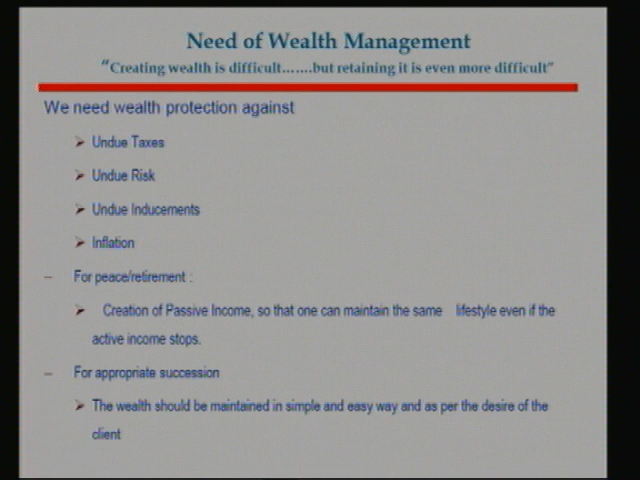 Need of Wealth Management
“Creating wealth is difficult.......but retaining it is even more difficult”
We need wealth protection against
➢ Undue Taxes
➢ Undue Risk
➢ Undue Inducements
➢ Inflation
– For peace/retirement :
➢ Creation of Passive Income, so that one can maintain the same lifestyle even if the
active income stops.
– For appropriate succession
➢ The wealth should be maintained in simple and easy way and as per the desire of the
client